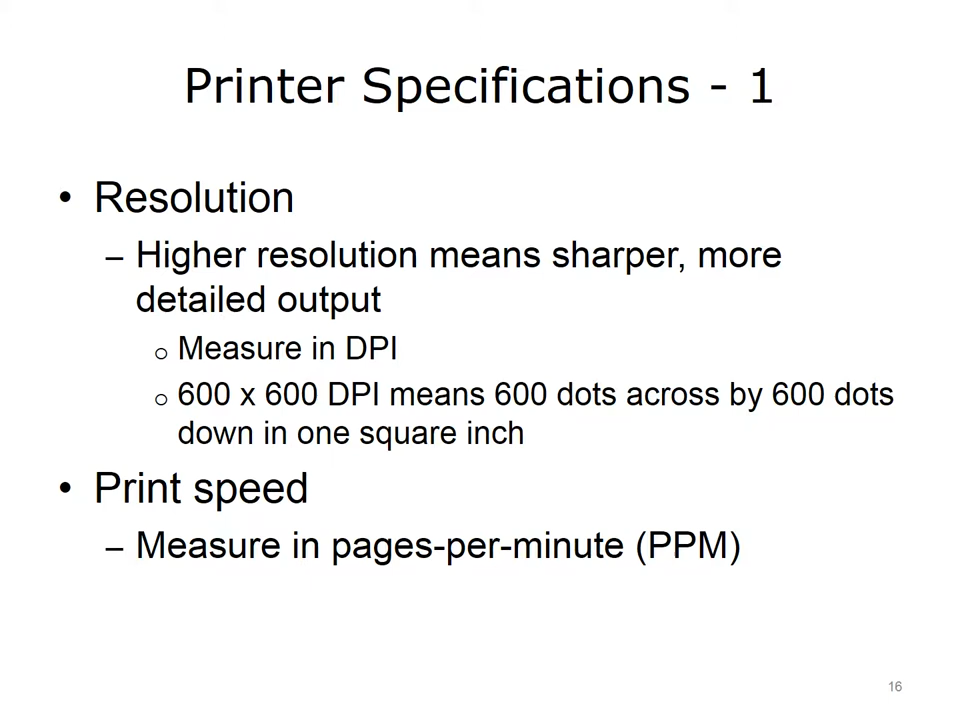 Printer Specifications - 1
• Resolution
– Higher resolution means sharper, more
detailed output
o Measure in DPI
o 600 x 600 DPI means 600 dots across by 600 dots
down in one square inch
• Print speed
– Measure in pages-per-minute (PPM)
16